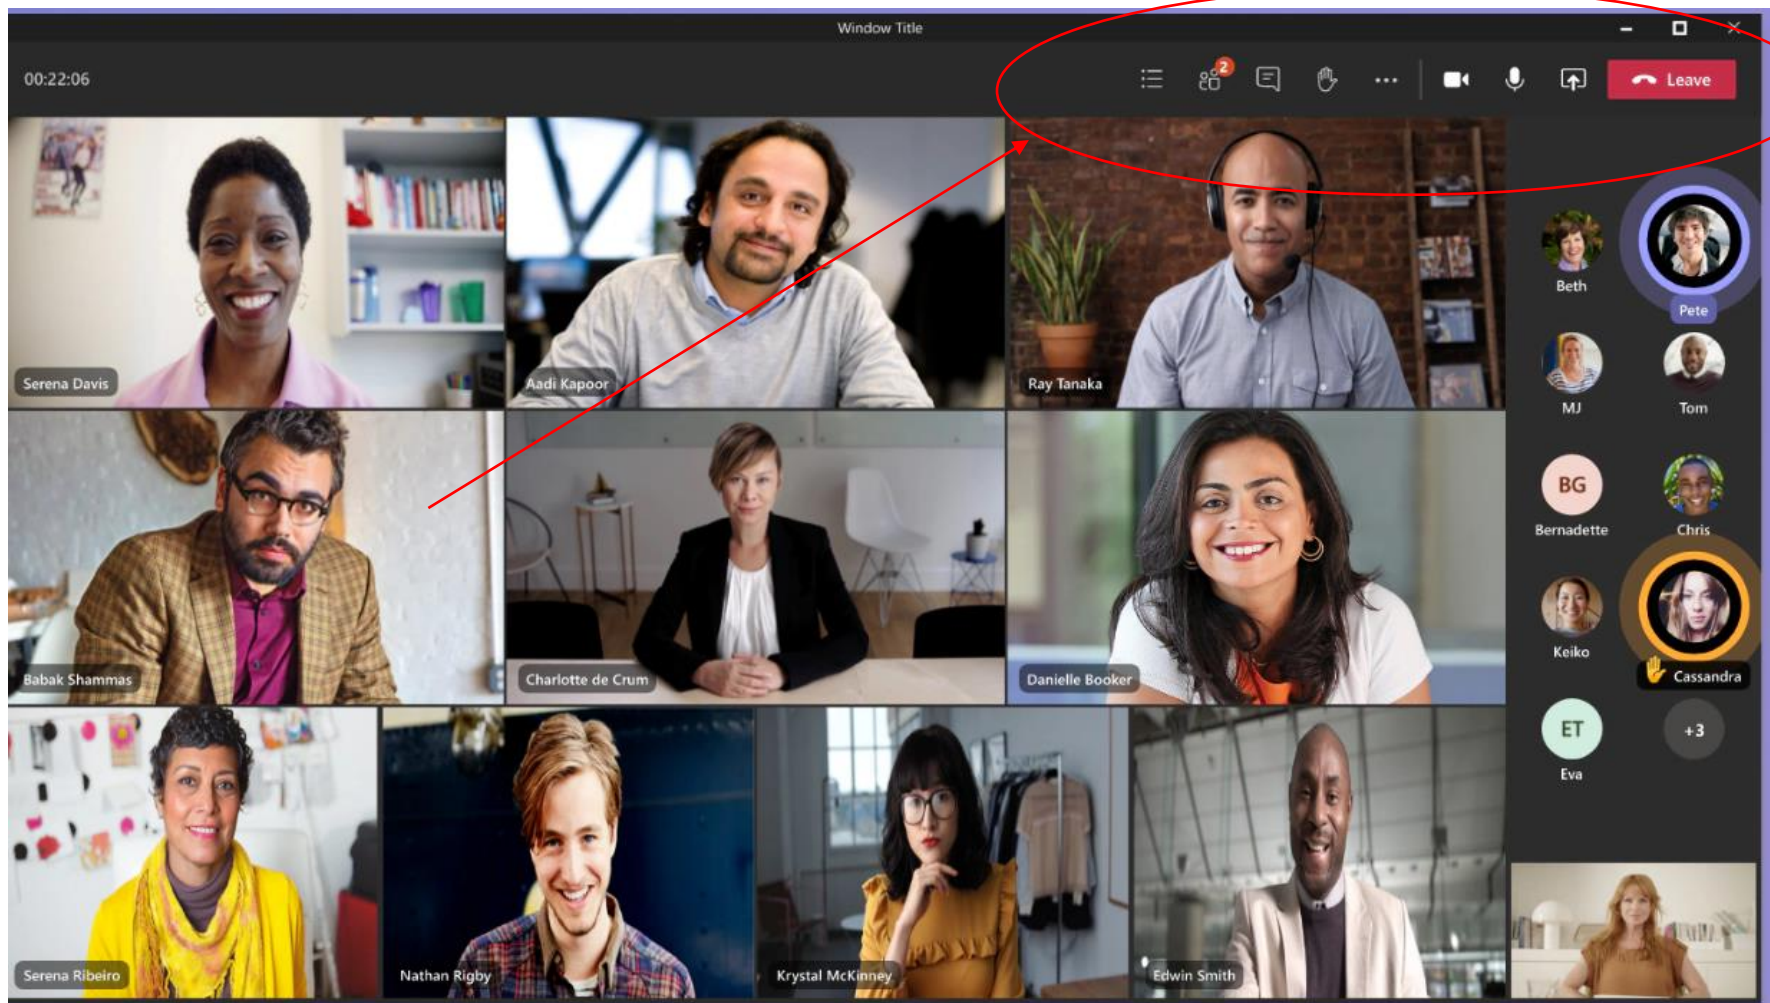 Window Title
00:22:06
2
Leave
Serena Davis
Aadi Kapoor
Ray Tanaka
Beth
Pete
MJ
Tom
Babak Shammas
Charlotte de Crum
Danielle Booker
BG
Bernadette
Chris
Keiko
Cassandra
ET
Eva
+3
Serena Ribeiro
Nathan Rigby
Krystal McKinney
Edwin Smith